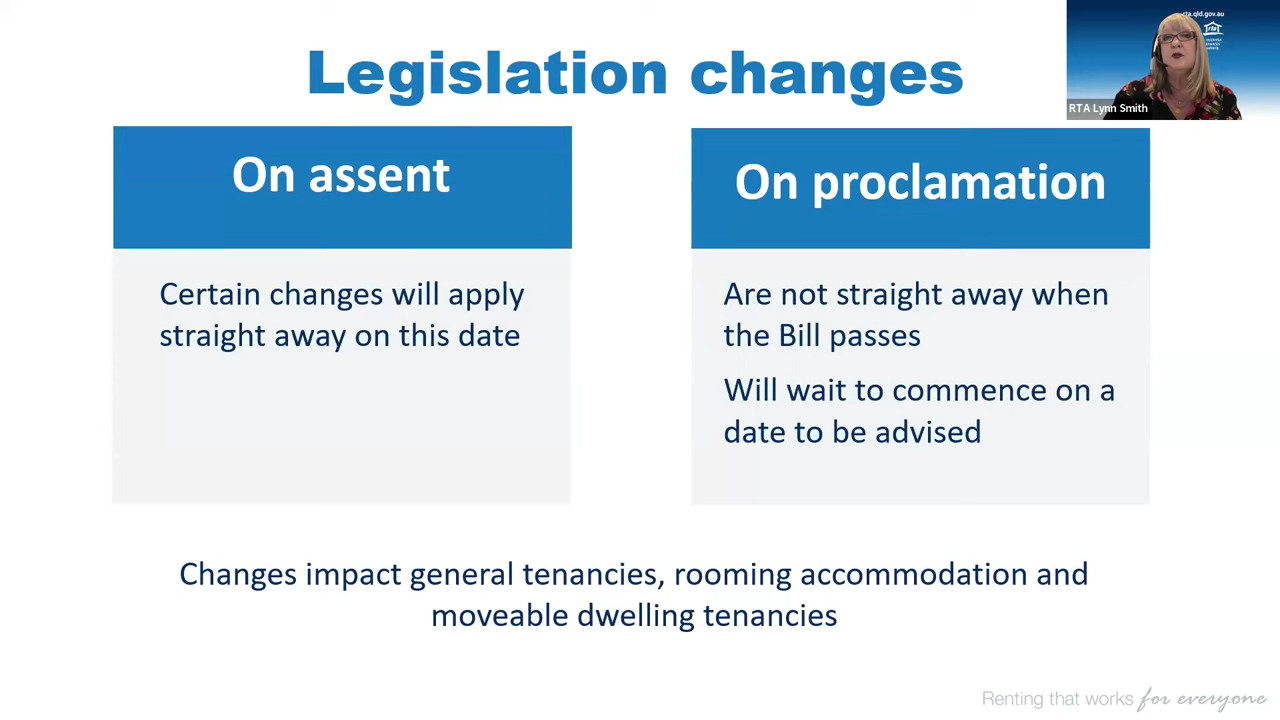 Legislation changes
rta.qld.gov.au
rta
RTA Lynn Smith
On assent
Certain changes will apply
straight away on this date
On proclamation
Are not straight away when
the Bill passes
Will wait to commence on a
date to be advised
Changes impact general tenancies, rooming accommodation and
moveable dwelling tenancies
Renting that works for everyone